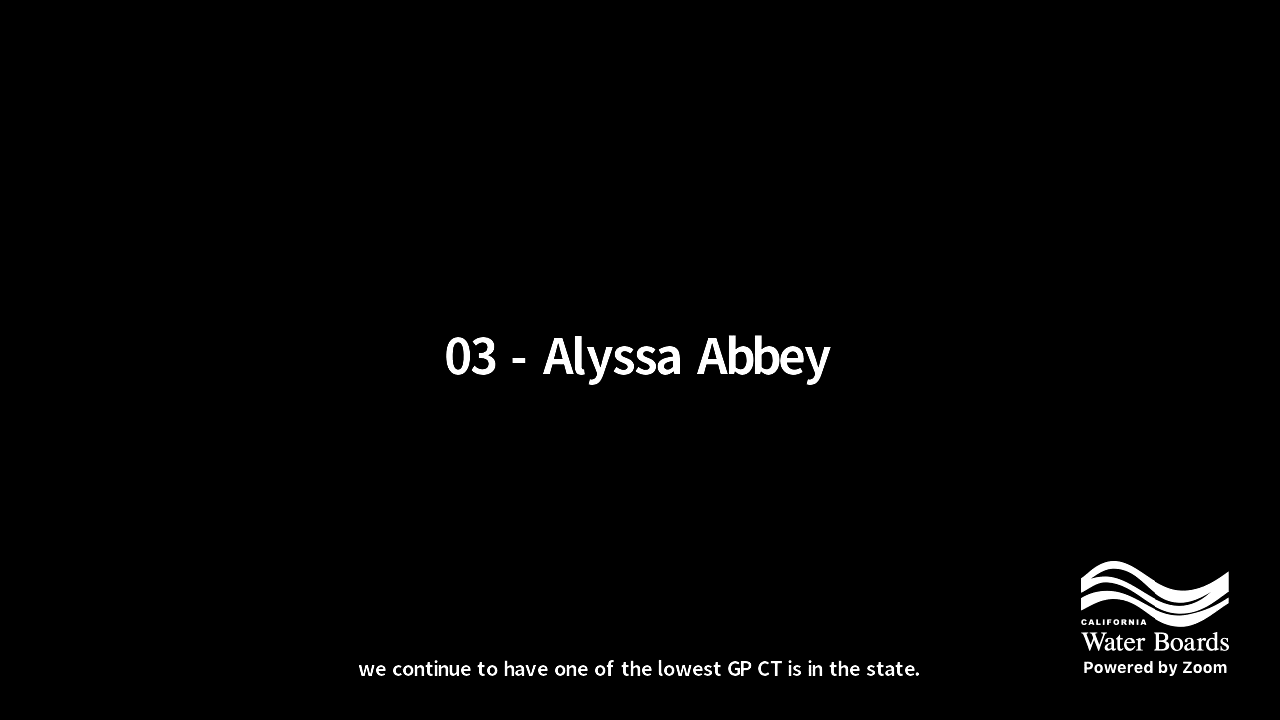 03 - Alyssa Abbey
CALIFORNIA
Water Boards
Powered by Zoom
we continue to have one of the lowest GP CT is in the state.